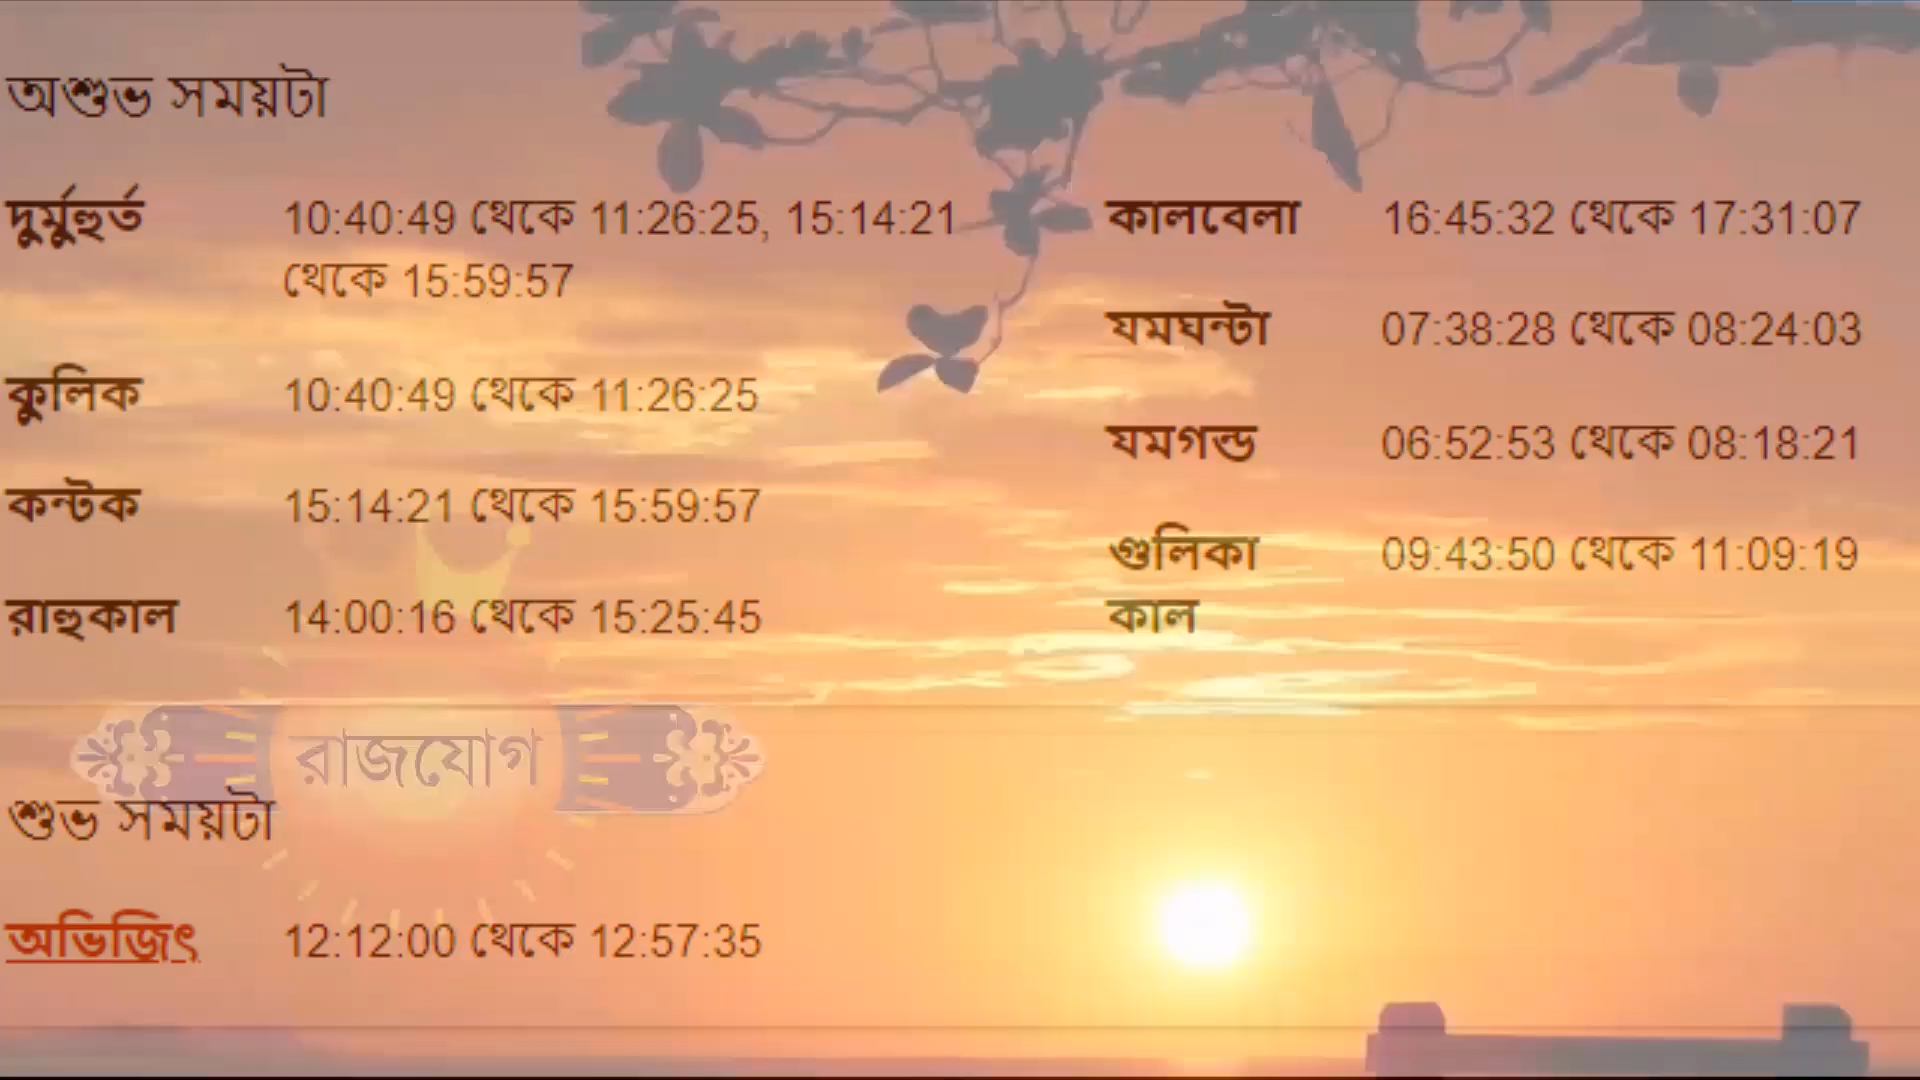 অশুভ সময়টা
দুর্মুহুর্ত 10:40:49 থেকে 11:26:25, 15:14:21
থেকে 15:59:57
কুলিক 10:40:49 থেকে 11:26:25
কন্টক 15:14:21 থেকে 15:59:57
রাহুকাল 14:00:16 থেকে 15:25:45
কালবেলা 16:45:32 থেকে 17:31:07
যমঘন্টা 07:38:28 থেকে 08:24:03
যমগন্ড 06:52:53 থেকে 08:18:21
গুলিকা 09:43:50 থেকে 11:09:19
কাল
রাজযোগ
শুভ সময়টা
অভিজিৎ 12:12:00 থেকে 12:57:35